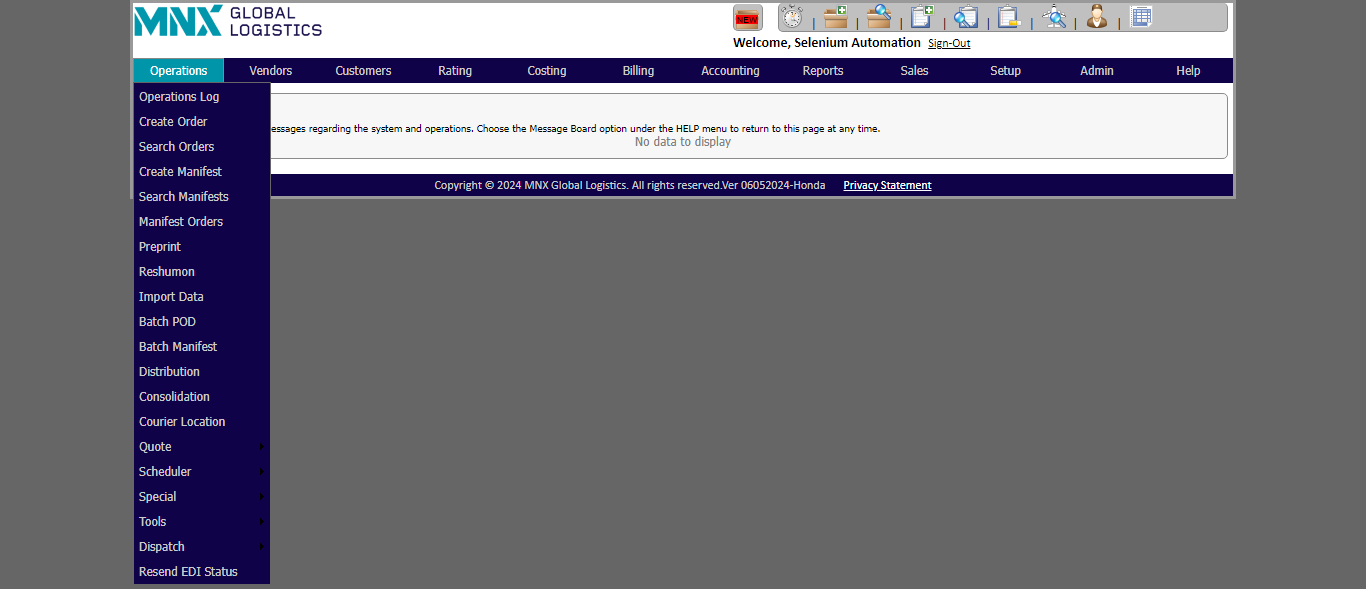 MNX GLOBAL LOGISTICS
NEW
Welcome, Selenium Automation Sign-Out
Operations Vendors Customers Rating Costing Billing Accounting Reports Sales Setup Admin Help
Operations Log
Create Order
essages regarding the system and operations. Choose the Message Board option under the HELP menu to return to this page at any time.
No data to display
Search Orders
Create Manifest
Copyright © 2024 MNX Global Logistics. All rights reserved.Ver 06052024-Honda Privacy Statement
Search Manifests
Manifest Orders
Preprint
Reshumon
Import Data
Batch POD
Batch Manifest
Distribution
Consolidation
Courier Location
Quote
Scheduler
Special
Tools
Dispatch
Resend EDI Status